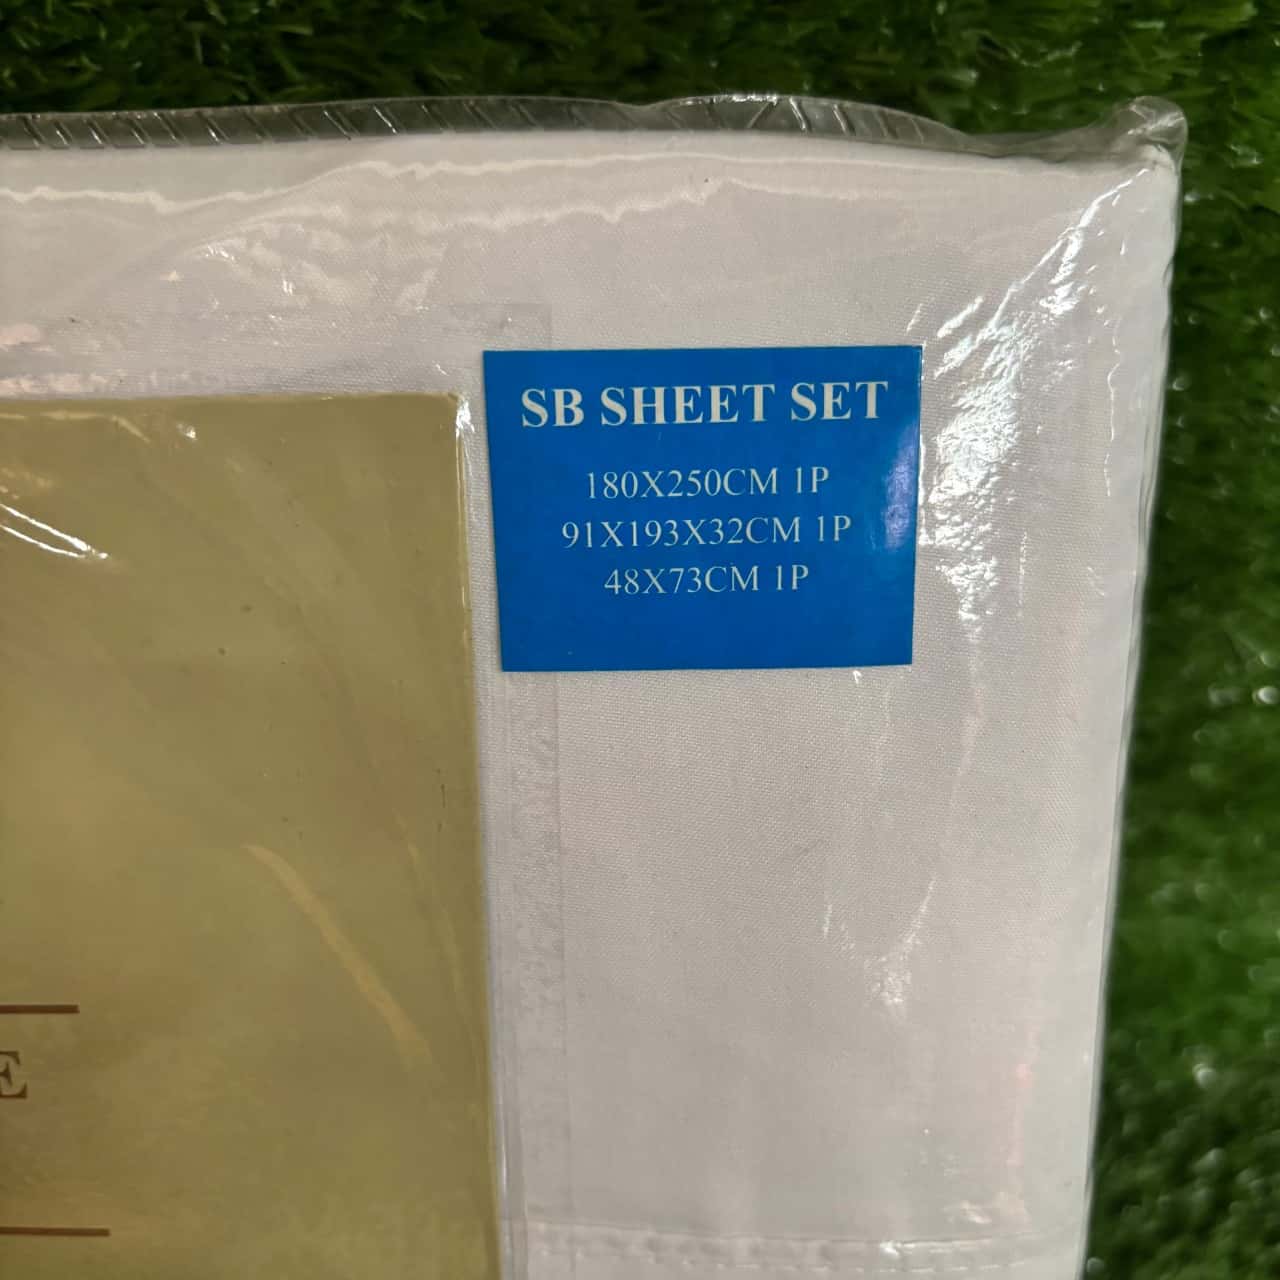 SB SHEET SET
180X250CM 1P
91X193X32CM 1P
48X73CM 1P
E